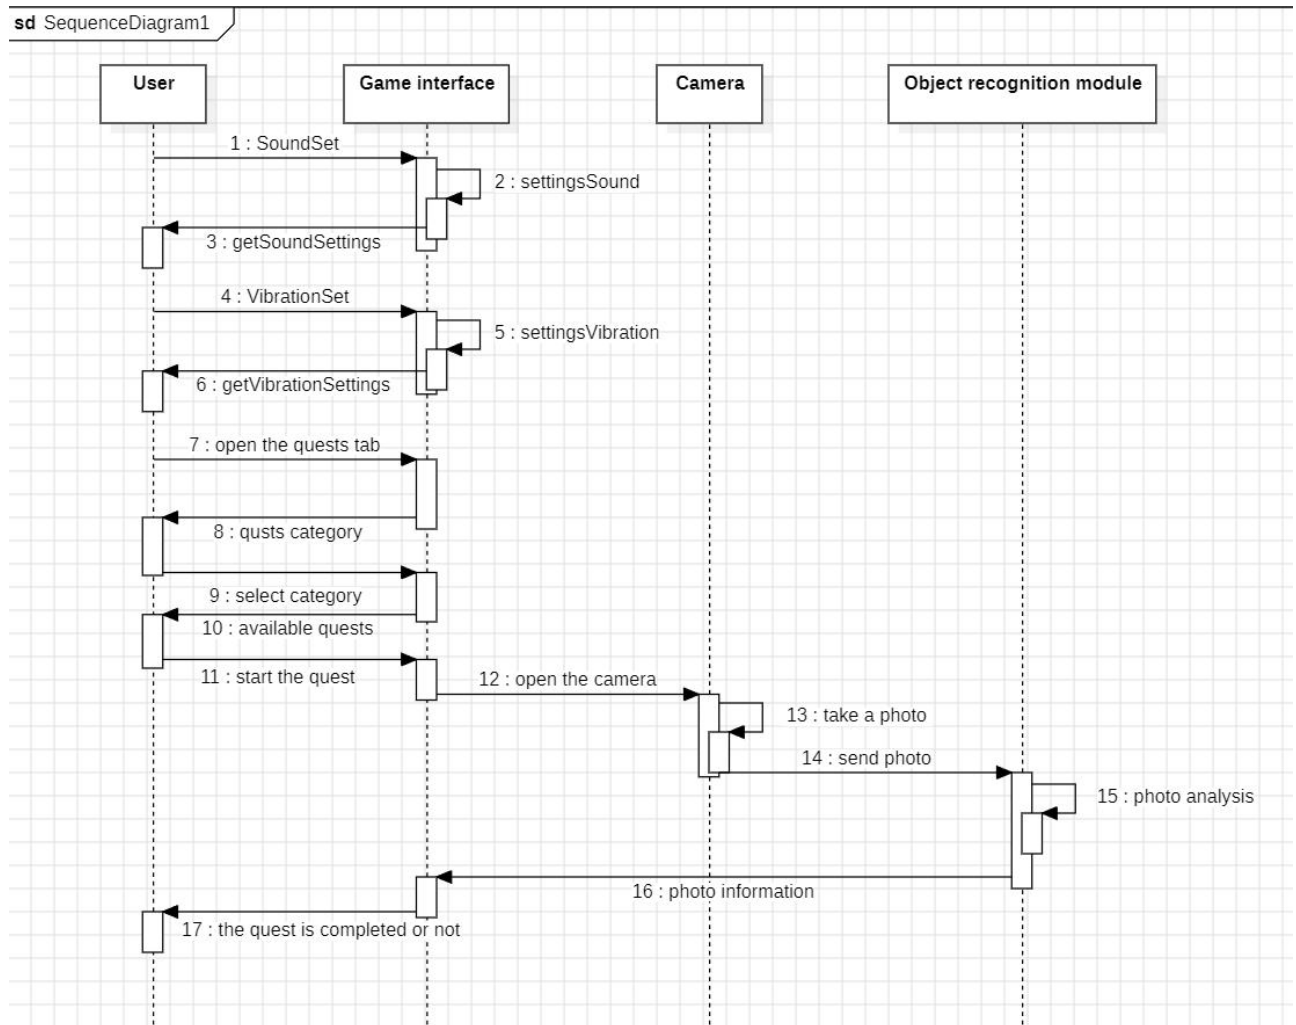 sd SequenceDiagram1
User
Game interface
Camera
Object recognition module
1 : SoundSet
2 : settingsSound
3 : getSoundSettings
4 : VibrationSet
5 : settingsVibration
6 : getVibrationSettings
7 : open the quests tab
8 : qusts category
9 : select category
10 : available quests
11 : start the quest
12 : open the camera
13 : take a photo
14 : send photo
15 : photo analysis
16 : photo information
17 : the quest is completed or not